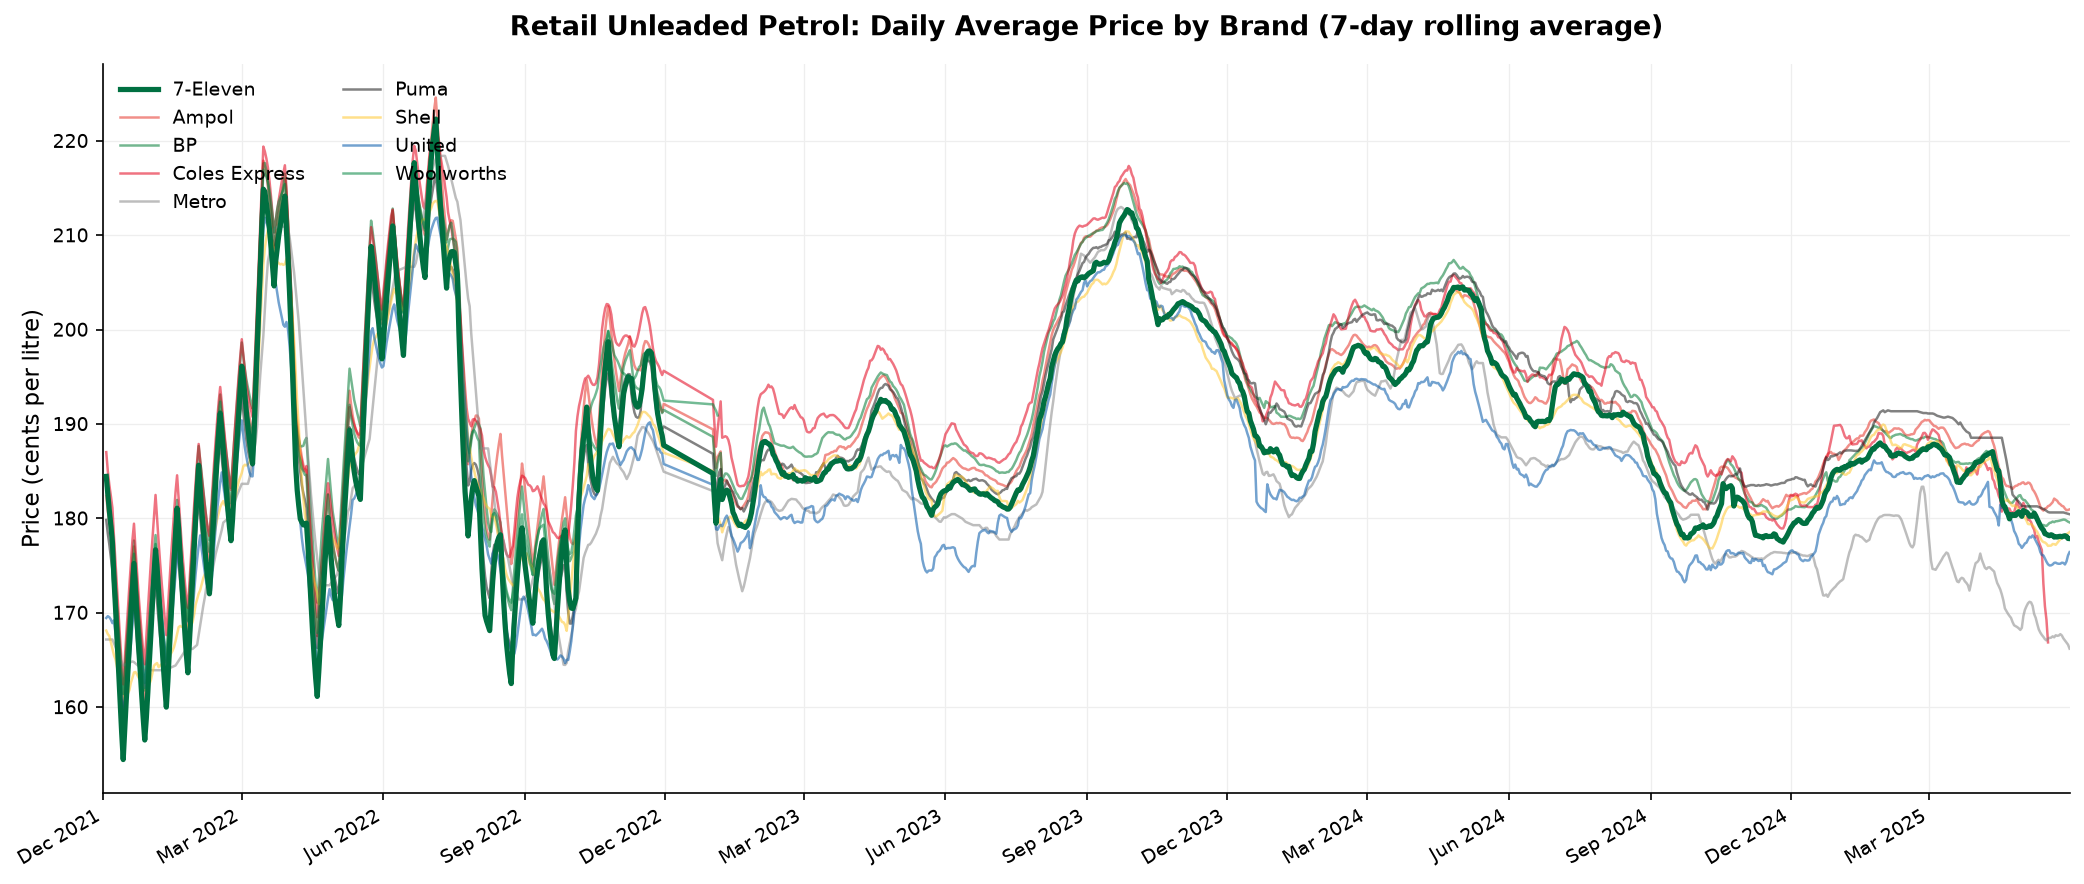 Retail Unleaded Petrol: Daily Average Price by Brand (7-day rolling average)
7-Eleven
Ampol
BP
Coles Express
Metro
Puma
Shell
United
Woolworths
Price (cents per litre)
220
210
200
190
180
170
160
Dec 2021
Mar 2022
Jun 2022
Sep 2022
Dec 2022
Mar 2023
Jun 2023
Sep 2023
Dec 2023
Mar 2024
Jun 2024
Sep 2024
Dec 2024
Mar 2025